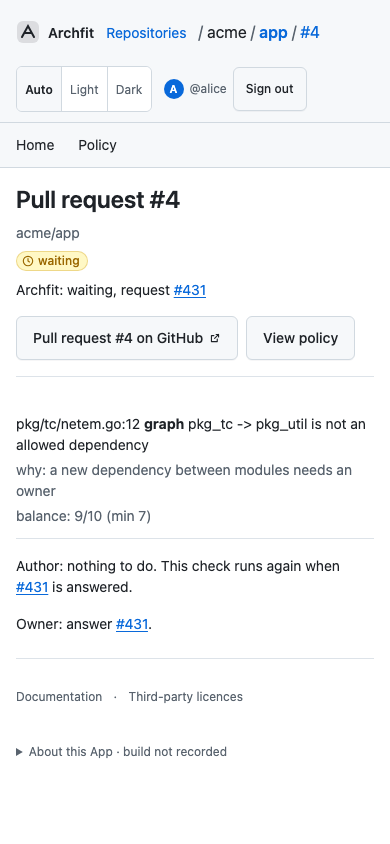 Archfit Repositories / acme / app / #4
Auto Light Dark A @alice Sign out
Home Policy
Pull request #4
acme/app
waiting
Archfit: waiting, request #431
Pull request #4 on GitHub View policy
pkg/tc/netem.go:12 graph pkg_tc -> pkg_util is not an
allowed dependency
why: a new dependency between modules needs an
owner
balance: 9/10 (min 7)
Author: nothing to do. This check runs again when
#431 is answered.
Owner: answer #431.
Documentation · Third-party licences
About this App · build not recorded